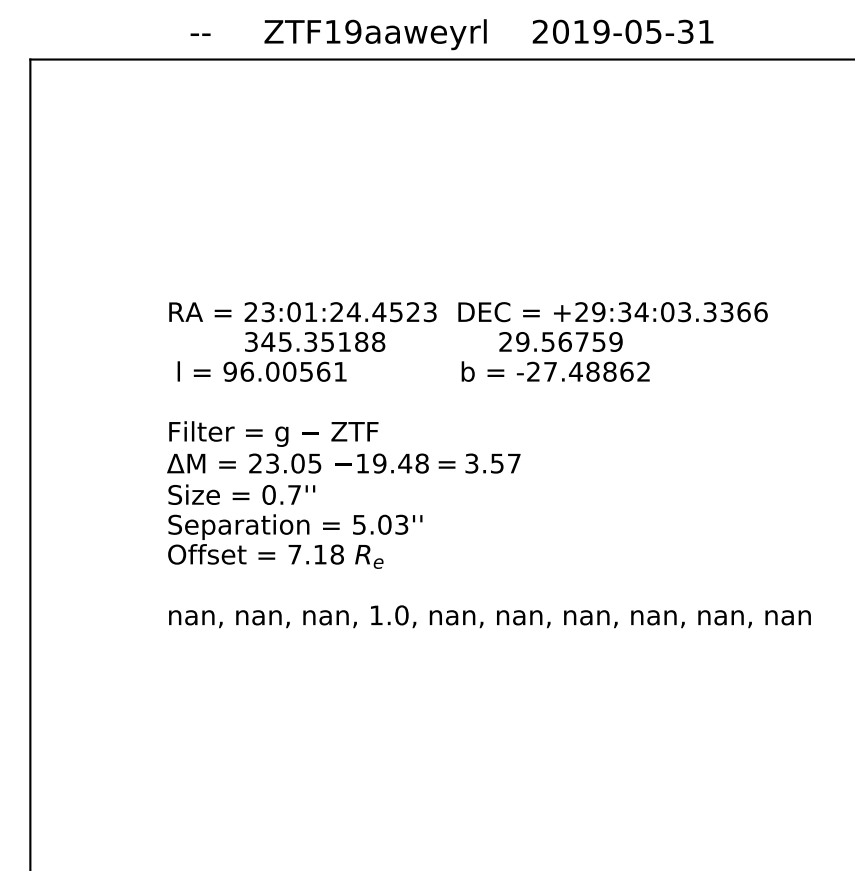 -- ZTF19aaweyrl 2019-05-31
RA = 23:01:24.4523 DEC = +29:34:03.3366
345.35188 29.56759
l = 96.00561 b = -27.48862
Filter = g − ZTF
ΔM = 23.05 −19.48 = 3.57
Size = 0.7''
Separation = 5.03''
Offset = 7.18 Re
nan, nan, nan, 1.0, nan, nan, nan, nan, nan, nan